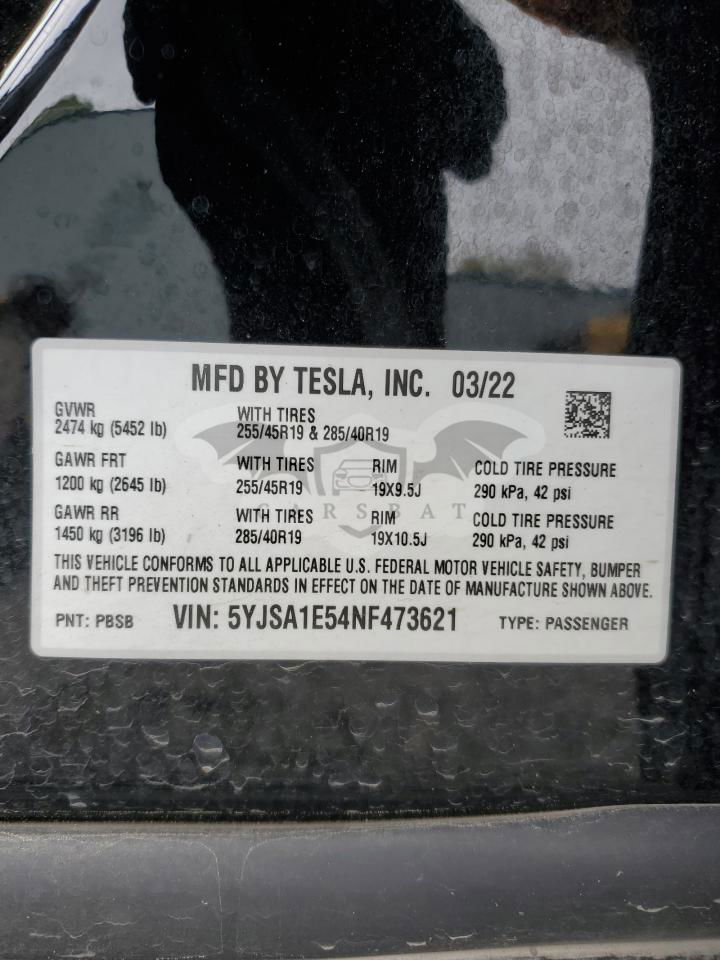 MFD BY TESLA, INC. 03/22
GVWR WITH TIRES
2474 kg (5452 lb) 255/45R19 & 285/40R19
GAWR FRT WITH TIRES RIM COLD TIRE PRESSURE
1200 kg (2645 lb) 255/45R19 19X9.5J 290 kPa, 42 psi
CARSBAT
GAWR RR WITH TIRES RIM COLD TIRE PRESSURE
1450 kg (3196 lb) 285/40R19 19X10.5J 290 kPa, 42 psi
THIS VEHICLE CONFORMS TO ALL APPLICABLE U.S. FEDERAL MOTOR VEHICLE SAFETY, BUMPER
AND THEFT PREVENTION STANDARDS IN EFFECT ON THE DATE OF MANUFACTURE SHOWN ABOVE.
PNT: PBSB VIN: 5YJSA1E54NF473621 TYPE: PASSENGER